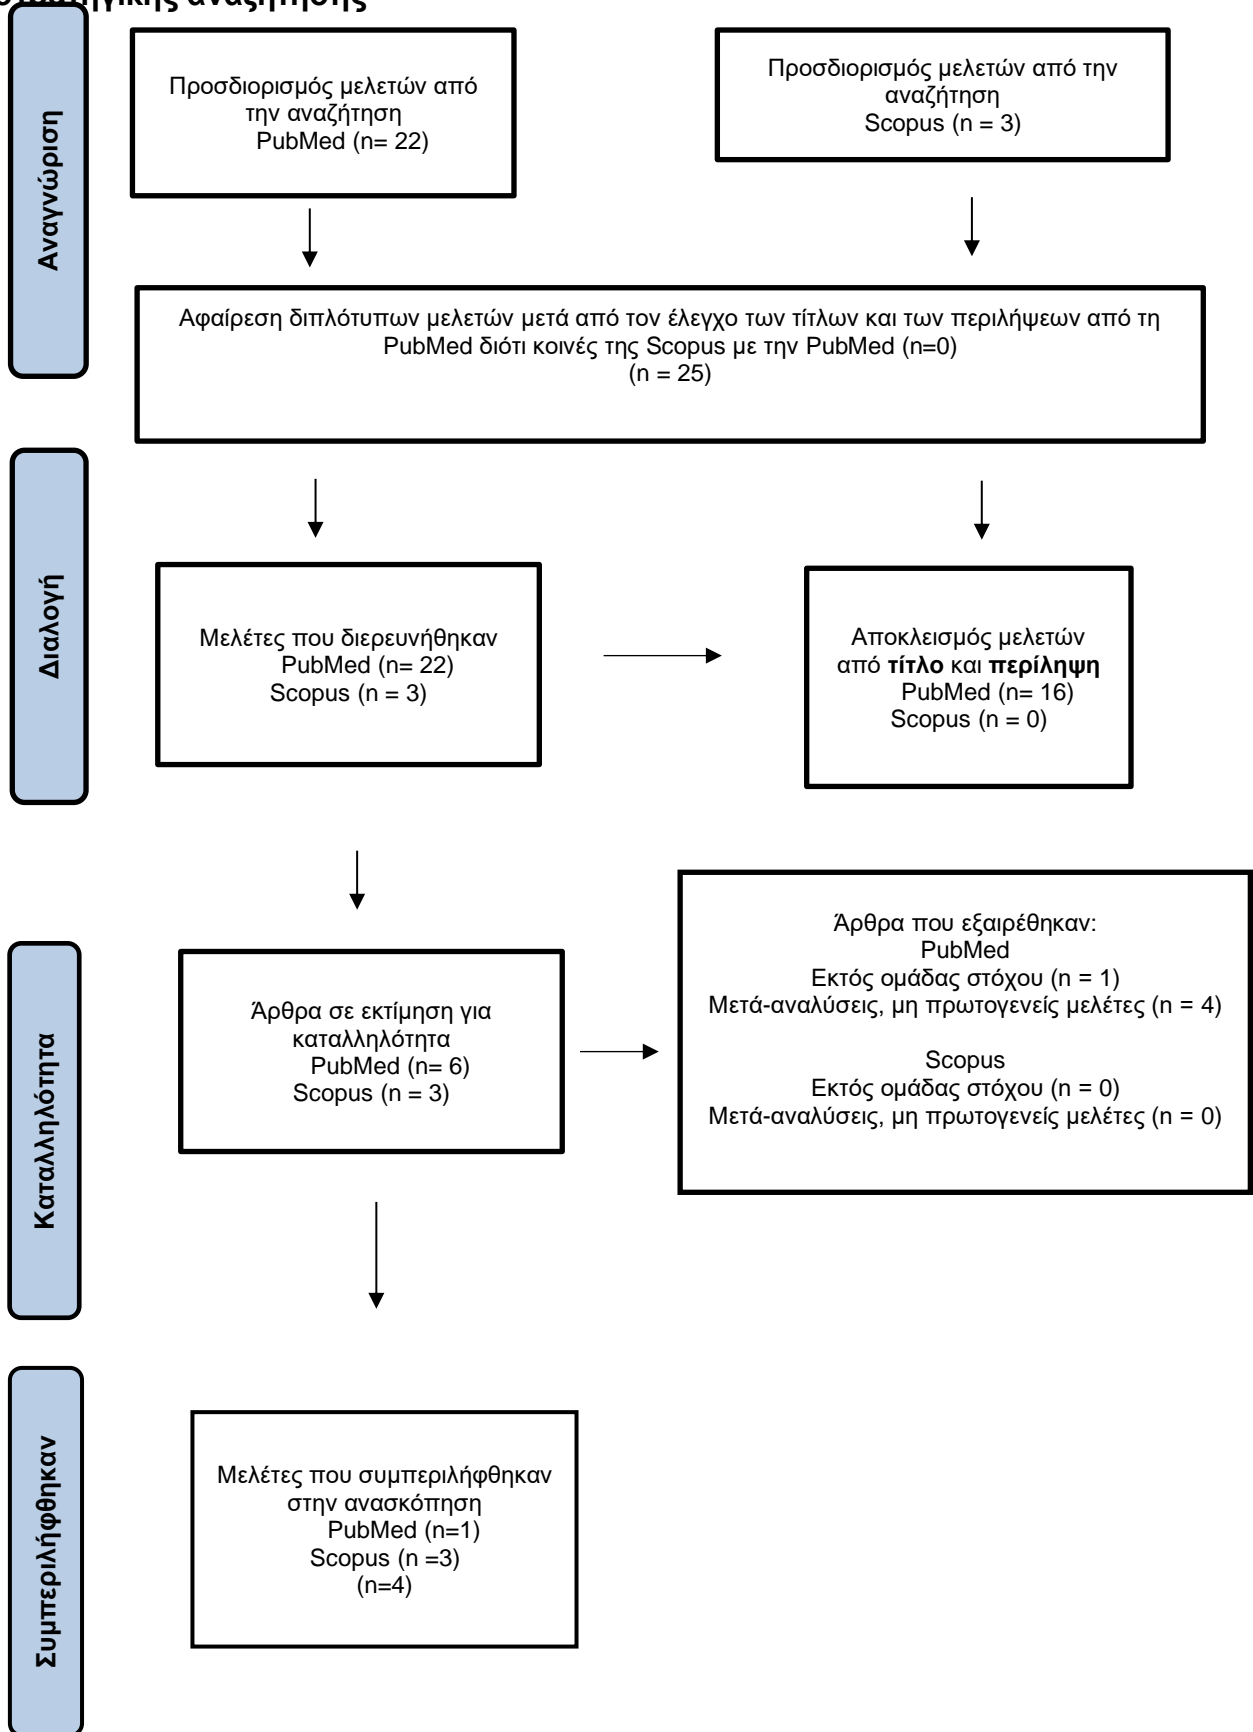 αναζήτησης
Αναγνώριση
Προσδιορισμός μελετών από
την αναζήτηση
PubMed (n= 22)
Προσδιορισμός μελετών από την
αναζήτηση
Scopus (n = 3)
Αφαίρεση διπλότυπων μελετών μετά από τον έλεγχο των τίτλων και των περιλήψεων από τη
PubMed διότι κοινές της Scopus με την PubMed (n=0)
(n = 25)
Διαλογή
Μελέτες που διερευνήθηκαν
PubMed (n= 22)
Scopus (n = 3)
Αποκλεισμός μελετών
από τίτλο και περίληψη
PubMed (n= 16)
Scopus (n = 0)
Καταλληλότητα
Άρθρα σε εκτίμηση για
καταλληλότητα
PubMed (n= 6)
Scopus (n = 3)
Άρθρα που εξαιρέθηκαν:
PubMed
Εκτός ομάδας στόχου (n = 1)
Μετά-αναλύσεις, μη πρωτογενείς μελέτες (n = 4)
Scopus
Εκτός ομάδας στόχου (n = 0)
Μετά-αναλύσεις, μη πρωτογενείς μελέτες (n = 0)
Συμπεριλήφθηκαν
Μελέτες που συμπεριλήφθηκαν
στην ανασκόπηση
PubMed (n=1)
Scopus (n =3)
(n=4)